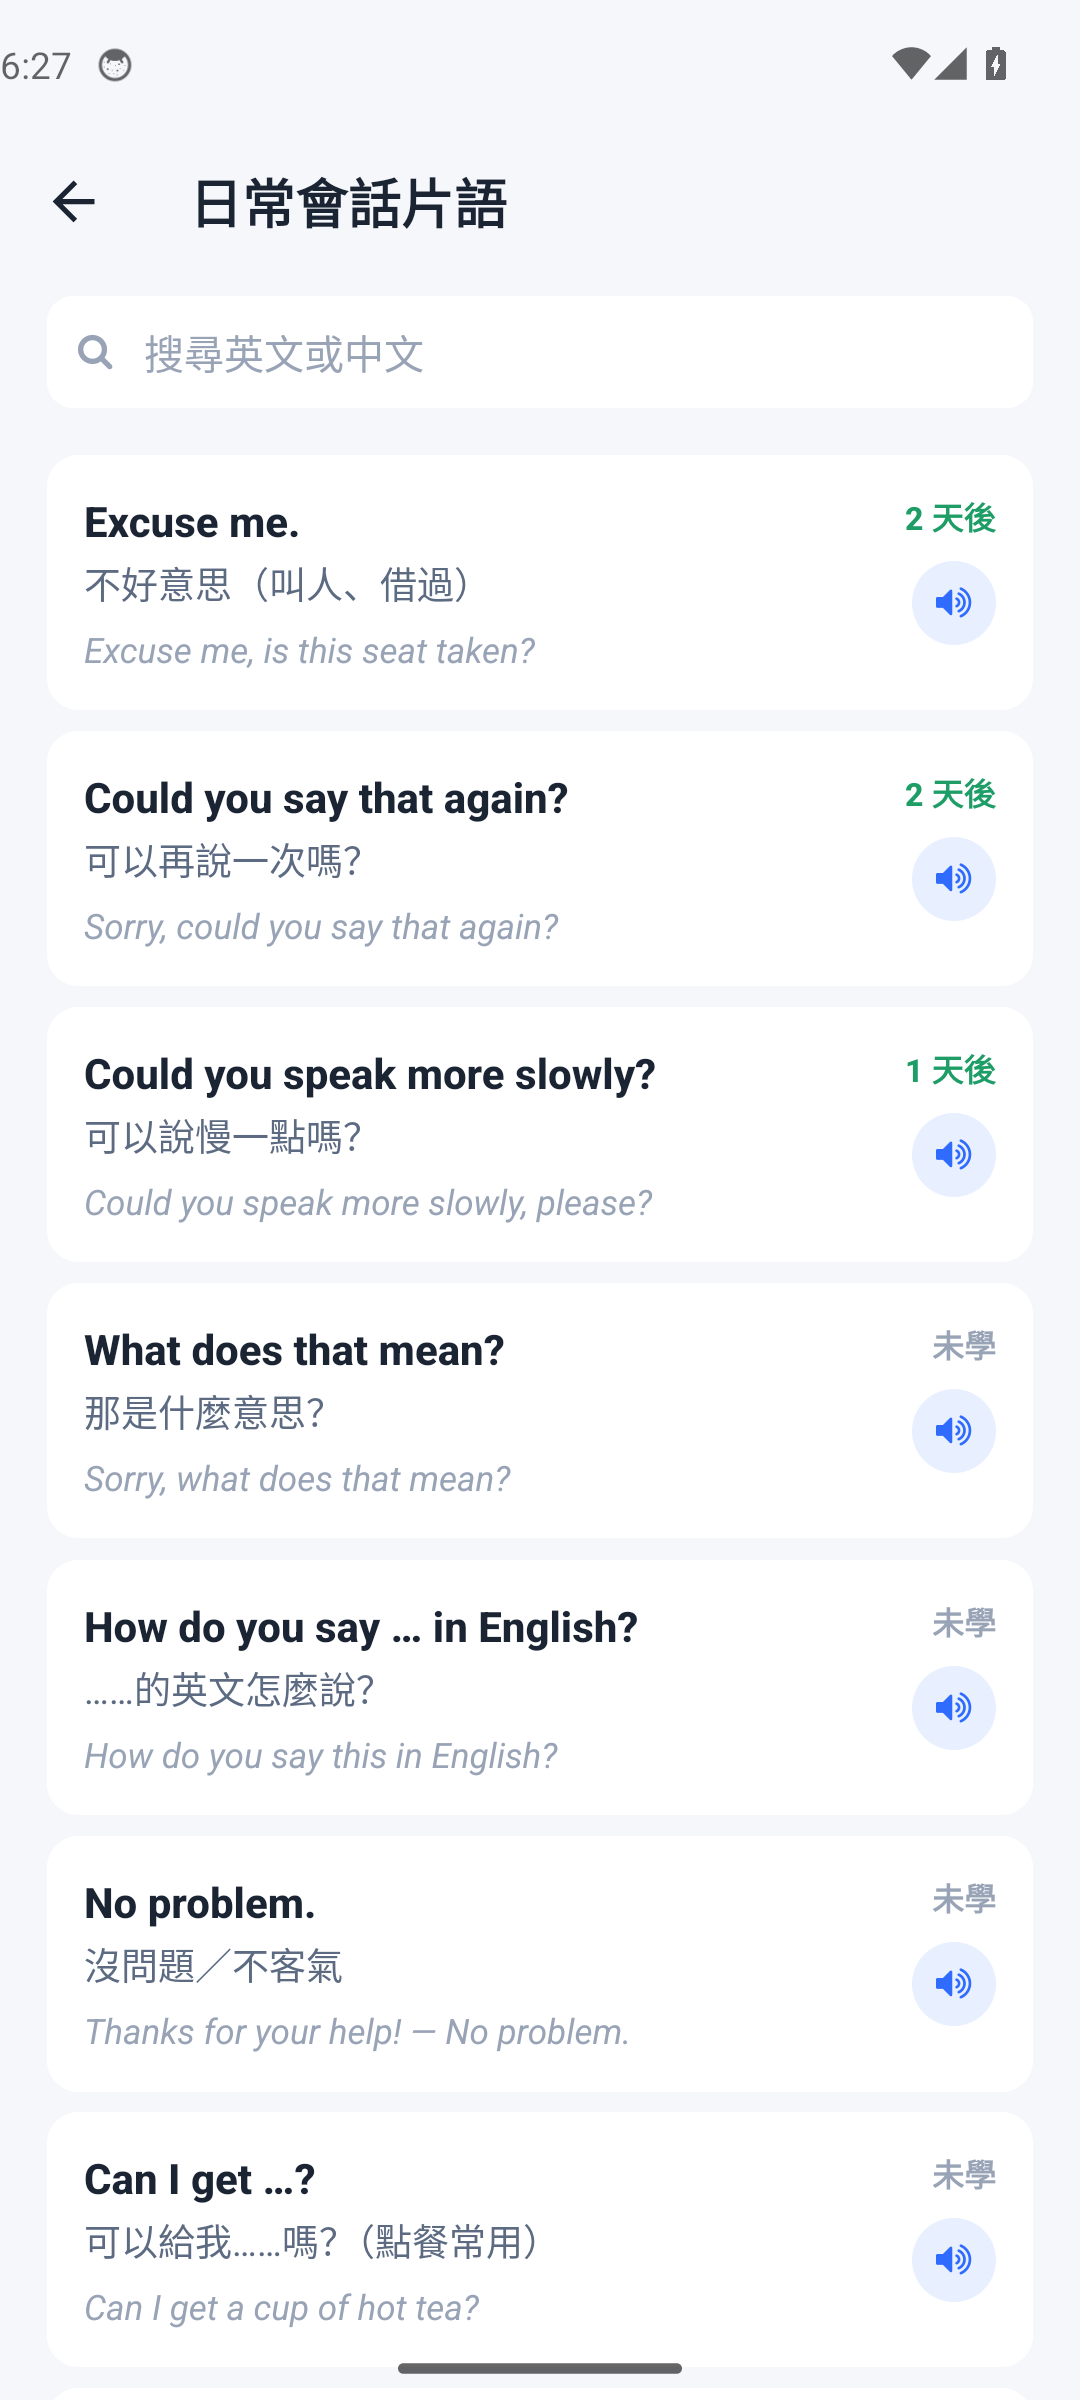 6:27
日常會話片語
搜尋英文或中文
Excuse me.
2 天後
不好意思（叫人、借過）
Excuse me, is this seat taken?
Could you say that again?
2 天後
可以再說一次嗎？
Sorry, could you say that again?
Could you speak more slowly?
1 天後
可以說慢一點嗎？
Could you speak more slowly, please?
What does that mean?
未學
那是什麼意思？
Sorry, what does that mean?
How do you say … in English?
未學
……的英文怎麼說？
How do you say this in English?
No problem.
未學
沒問題／不客氣
Thanks for your help! — No problem.
Can I get …?
未學
可以給我……嗎？（點餐常用）
Can I get a cup of hot tea?